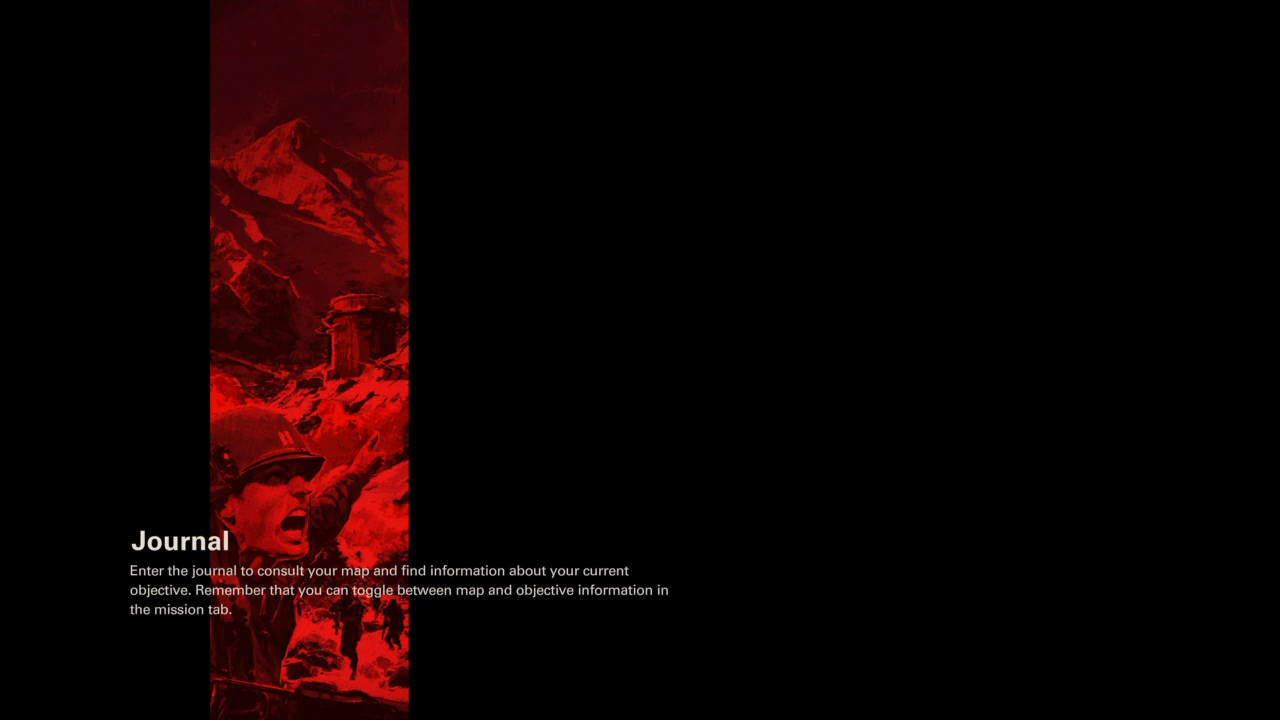 Journal
Enter the journal to consult your map and find information about your current
objective. Remember that you can toggle between map and objective information in
the mission tab.